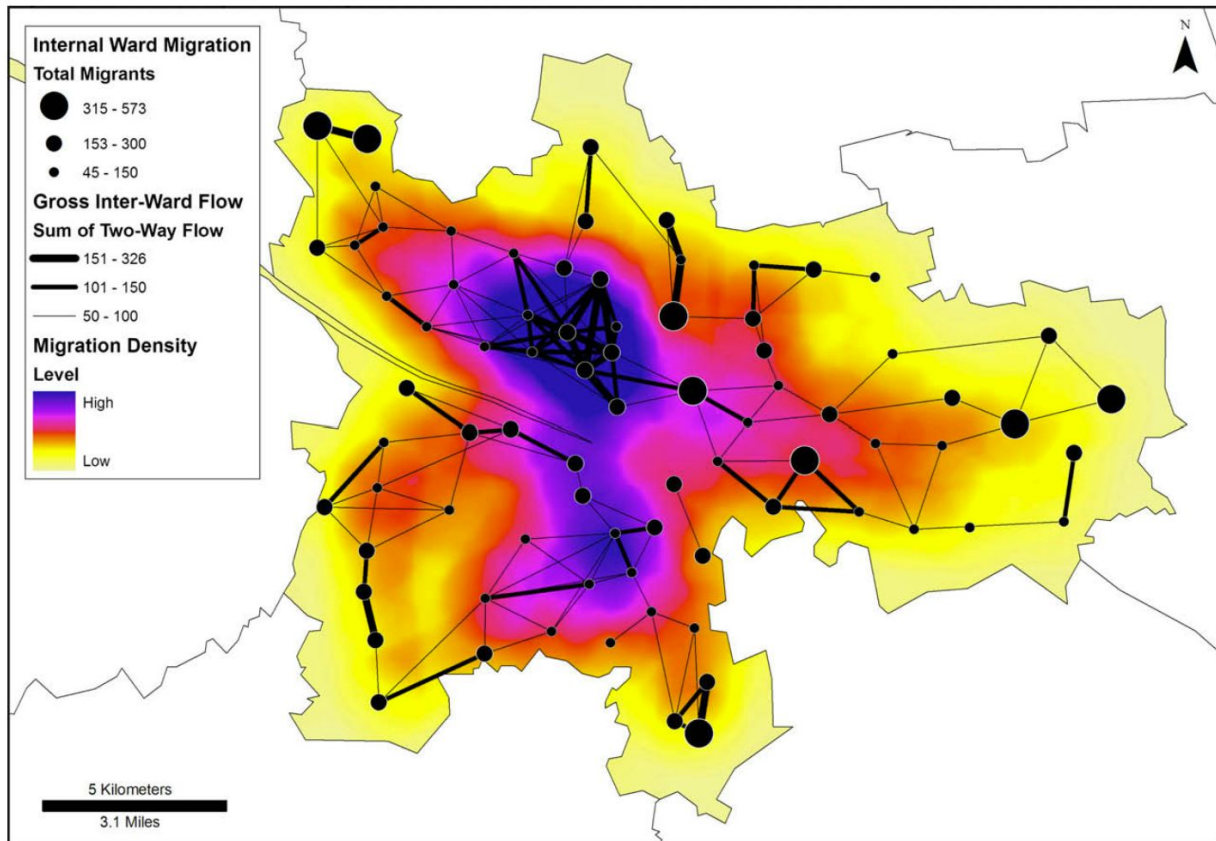 Internal Ward Migration
Total Migrants
315 - 573
153 - 300
45 - 150
Gross Inter-Ward Flow
Sum of Two-Way Flow
151 - 326
101 - 150
50 - 100
Migration Density
Level
High
Low
N
5 Kilometers
3.1 Miles